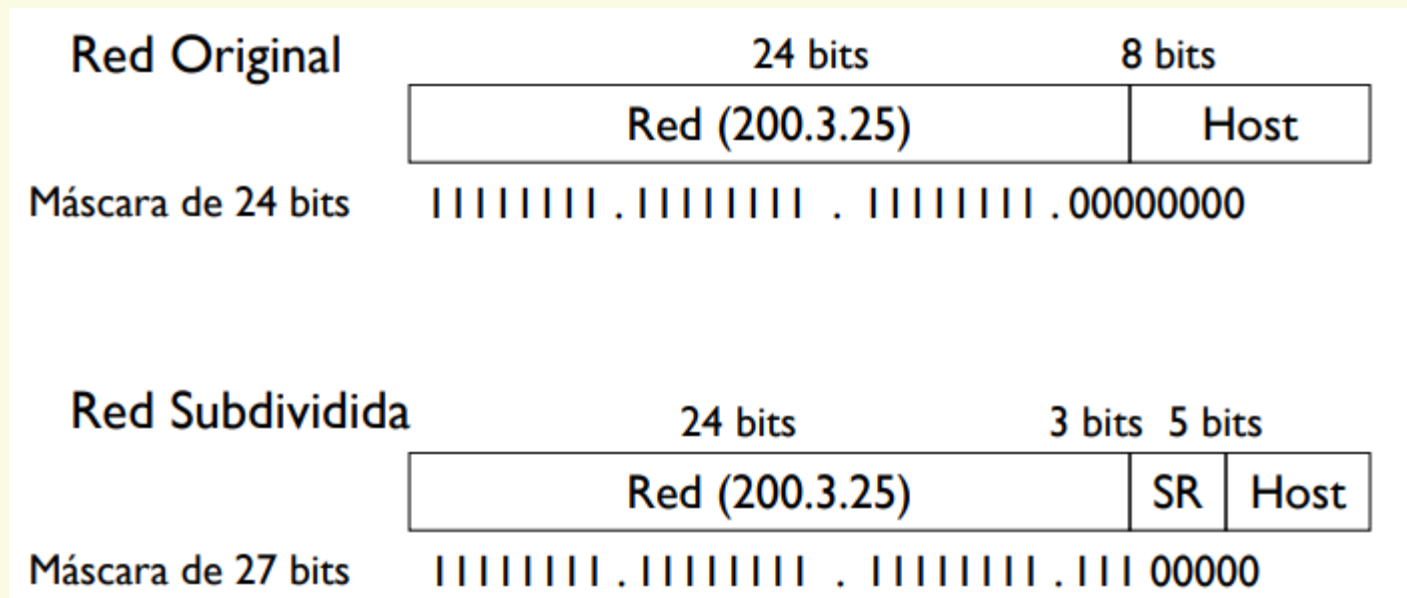 Red Original 24 bits 8 bits
Red (200.3.25) Host
Máscara de 24 bits 11111111.11111111 . 11111111.00000000
Red Subdividida 24 bits 3 bits 5 bits
Red (200.3.25) SR Host
Máscara de 27 bits 11111111.11111111 . 11111111.111 00000